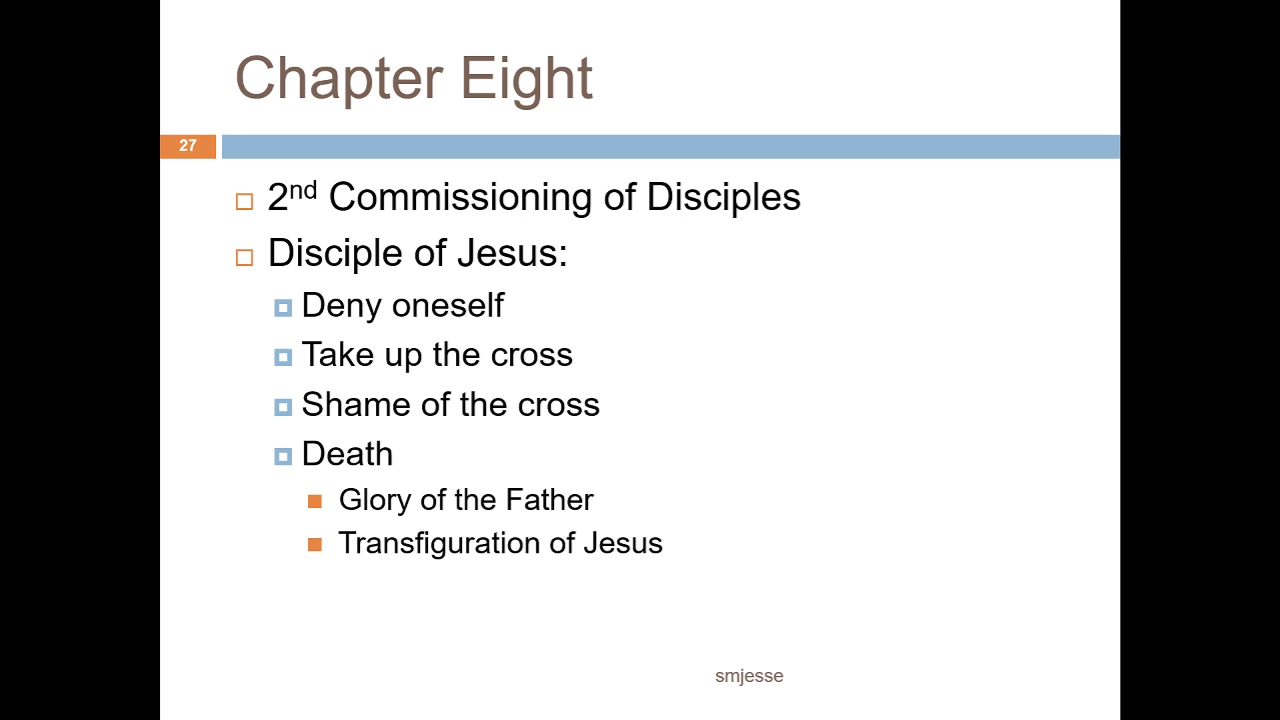 Chapter Eight
27
2nd Commissioning of Disciples
Disciple of Jesus:
Deny oneself
Take up the cross
Shame of the cross
Death
Glory of the Father
Transfiguration of Jesus
smjesse